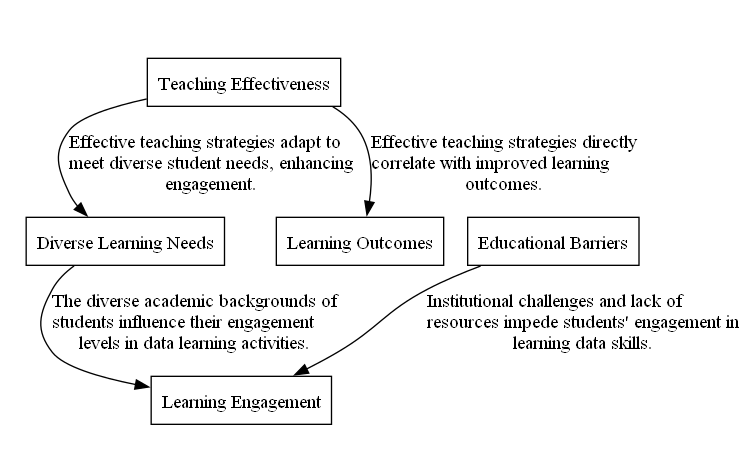 Teaching Effectiveness
Effective teaching strategies adapt to
meet diverse student needs, enhancing
engagement.
Effective teaching strategies directly
correlate with improved learning
outcomes.
Diverse Learning Needs
Learning Outcomes
Educational Barriers
The diverse academic backgrounds of
students influence their engagement
levels in data learning activities.
Institutional challenges and lack of
resources impede students' engagement in
learning data skills.
Learning Engagement